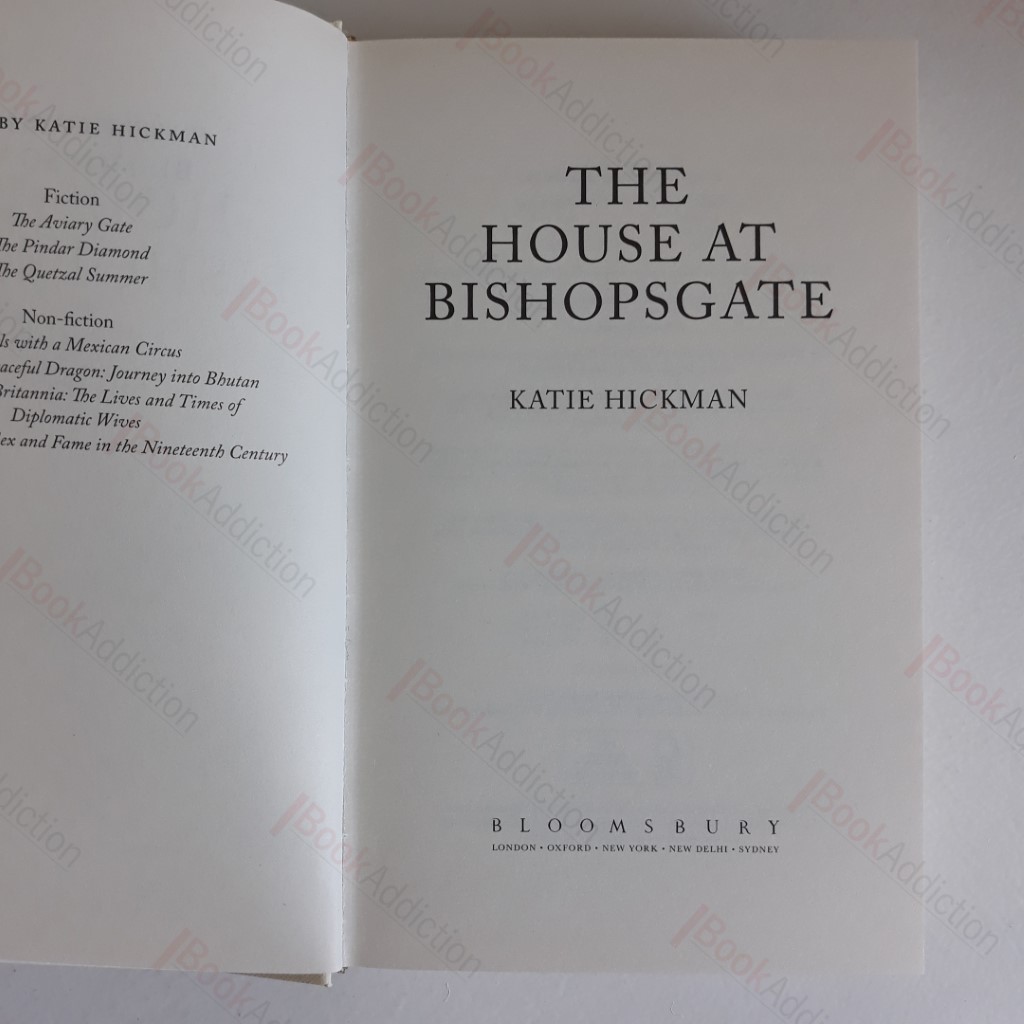 BY KATIE HICKMAN
Fiction
The Aviary Gate
The Pindar Diamond
The Quetzal Summer
Non-fiction
with a Mexican Circus
Dragon: Journey into Bhutan
Britannia: The Lives and Times of
Diplomatic Wives
and Fame in the Nineteenth Century
THE
HOUSE AT
BISHOPSGATE
KATIE HICKMAN
BLOOMSBURY
LONDON • OXFORD • NEW YORK • NEW DELHI • SYDNEY
BookAddiction